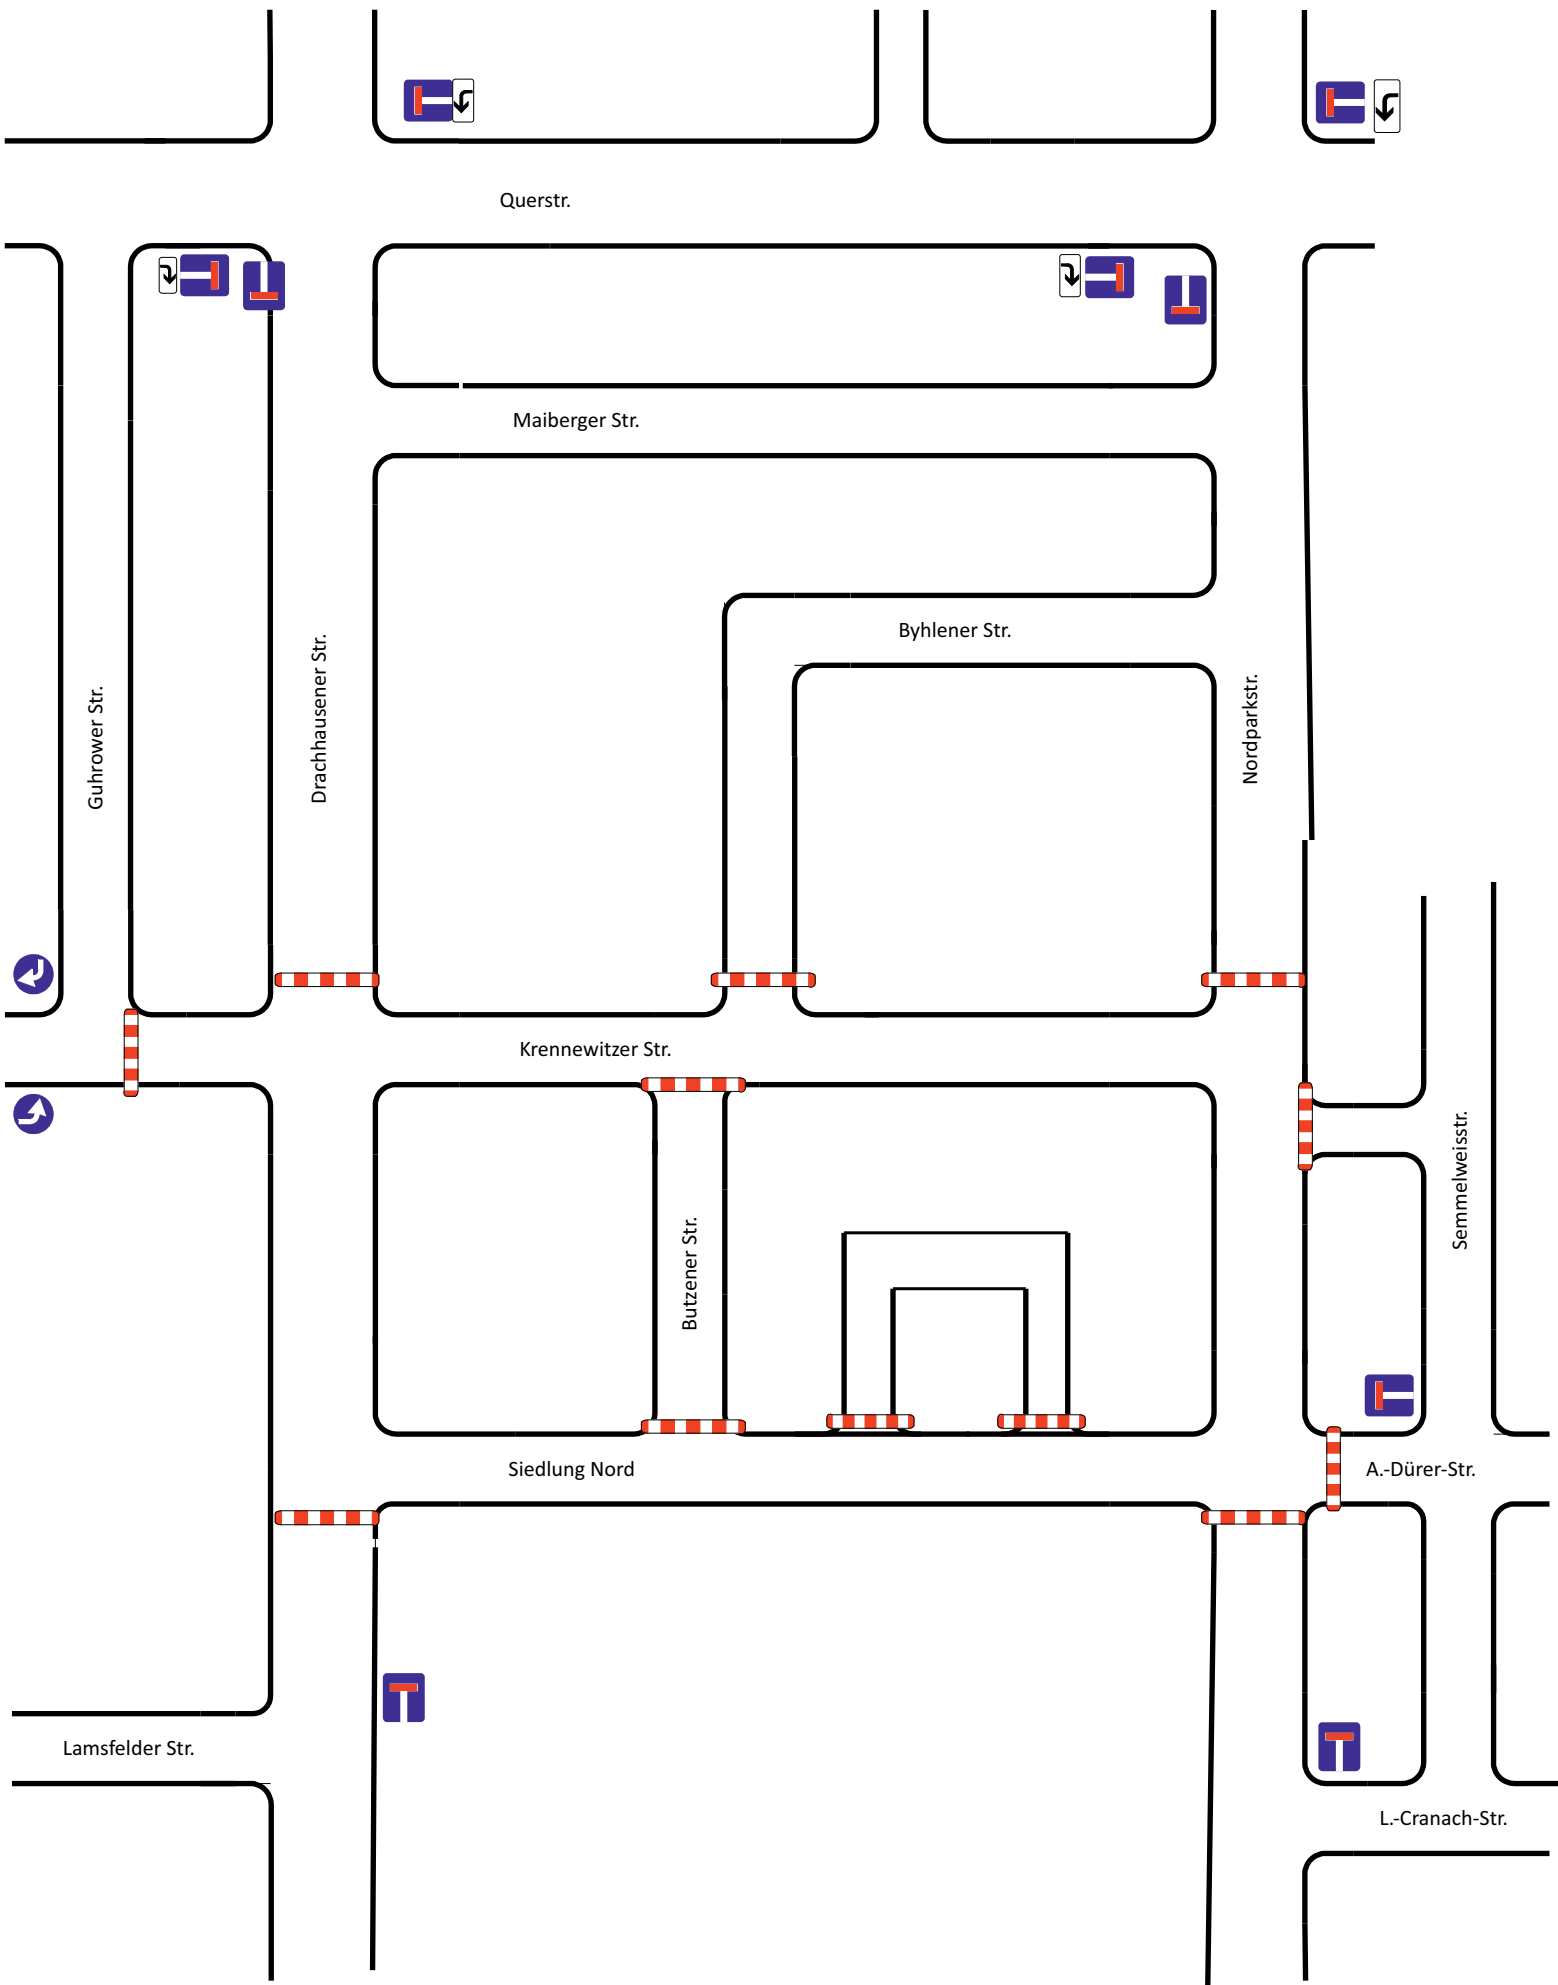 Querstr.
Maiberger Str.
Byhlener Str.
Drachhausener Str.
Guhrower Str.
Nordparkstr.
Krennewitzer Str.
Semmelweisstr.
Butzener Str.
Siedlung Nord
A.-Dürer-Str.
Lamsfelder Str.
L.-Cranach-Str.